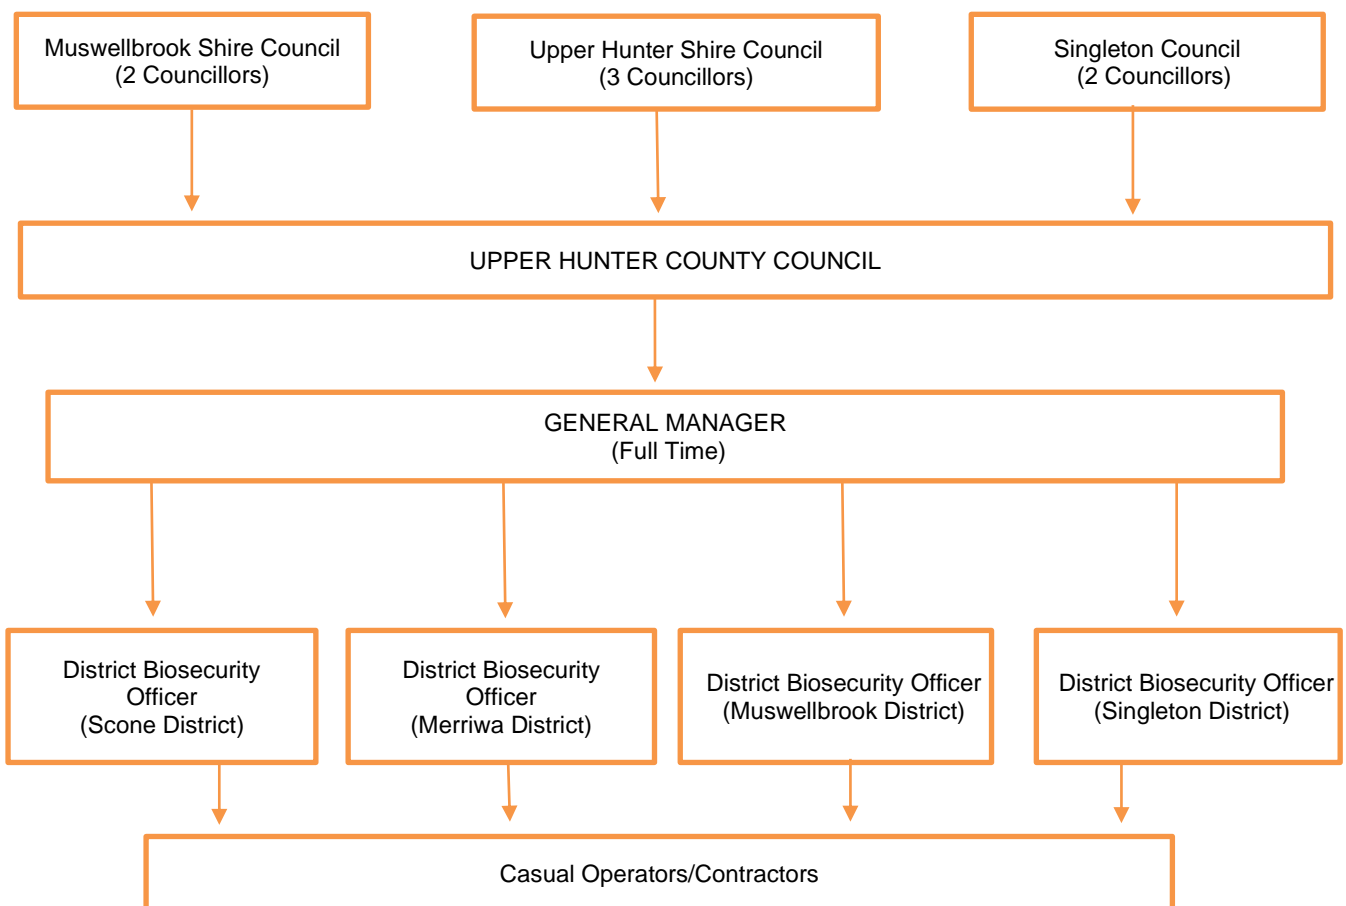 Muswellbrook Shire Council
(2 Councillors)
Upper Hunter Shire Council
(3 Councillors)
Singleton Council
(2 Councillors)
UPPER HUNTER COUNTY COUNCIL
GENERAL MANAGER
(Full Time)
District Biosecurity
Officer
(Scone District)
District Biosecurity
Officer
(Merriwa District)
District Biosecurity Officer
(Muswellbrook District)
District Biosecurity Officer
(Singleton District)
Casual Operators/Contractors